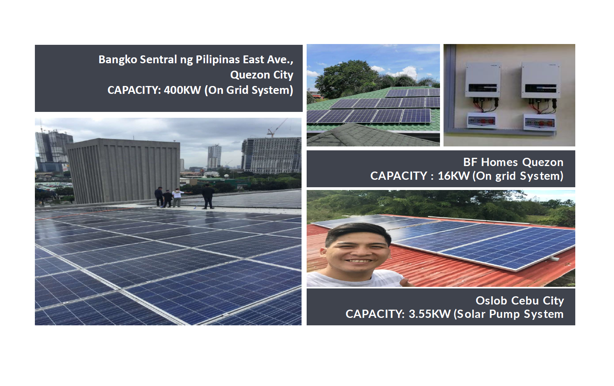 Bangko Sentral ng Pilipinas East Ave.,
Quezon City
CAPACITY: 400KW (On Grid System)
BF Homes Quezon
CAPACITY : 16KW (On grid System)
Oslob Cebu City
CAPACITY: 3.55KW (Solar Pump System